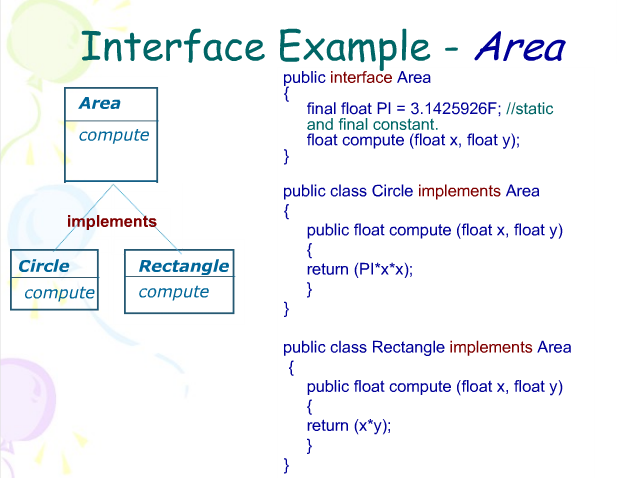 Interface Example - Area
Area
compute
implements
Circle
compute
Rectangle
compute
public interface Area
{
final float PI = 3.1425926F; //static
and final constant.
float compute (float x, float y);
}
public class Circle implements Area
{
public float compute (float x, float y)
{
return (PI*x*x);
}
}
public class Rectangle implements Area
{
public float compute (float x, float y)
{
return (x*y);
}
}